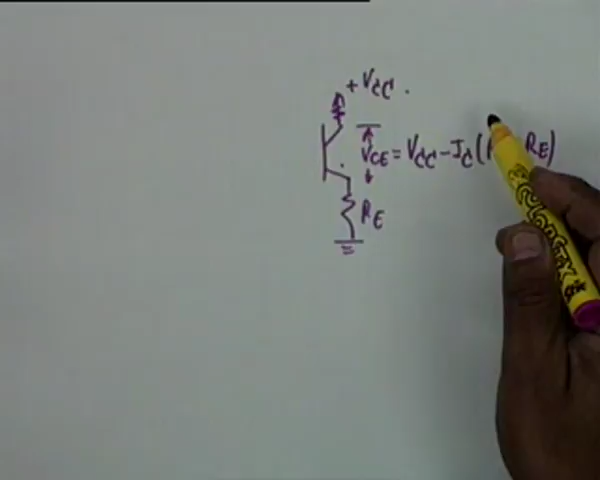 + VCC .
VCE = VCC - IC ( RE )
RE